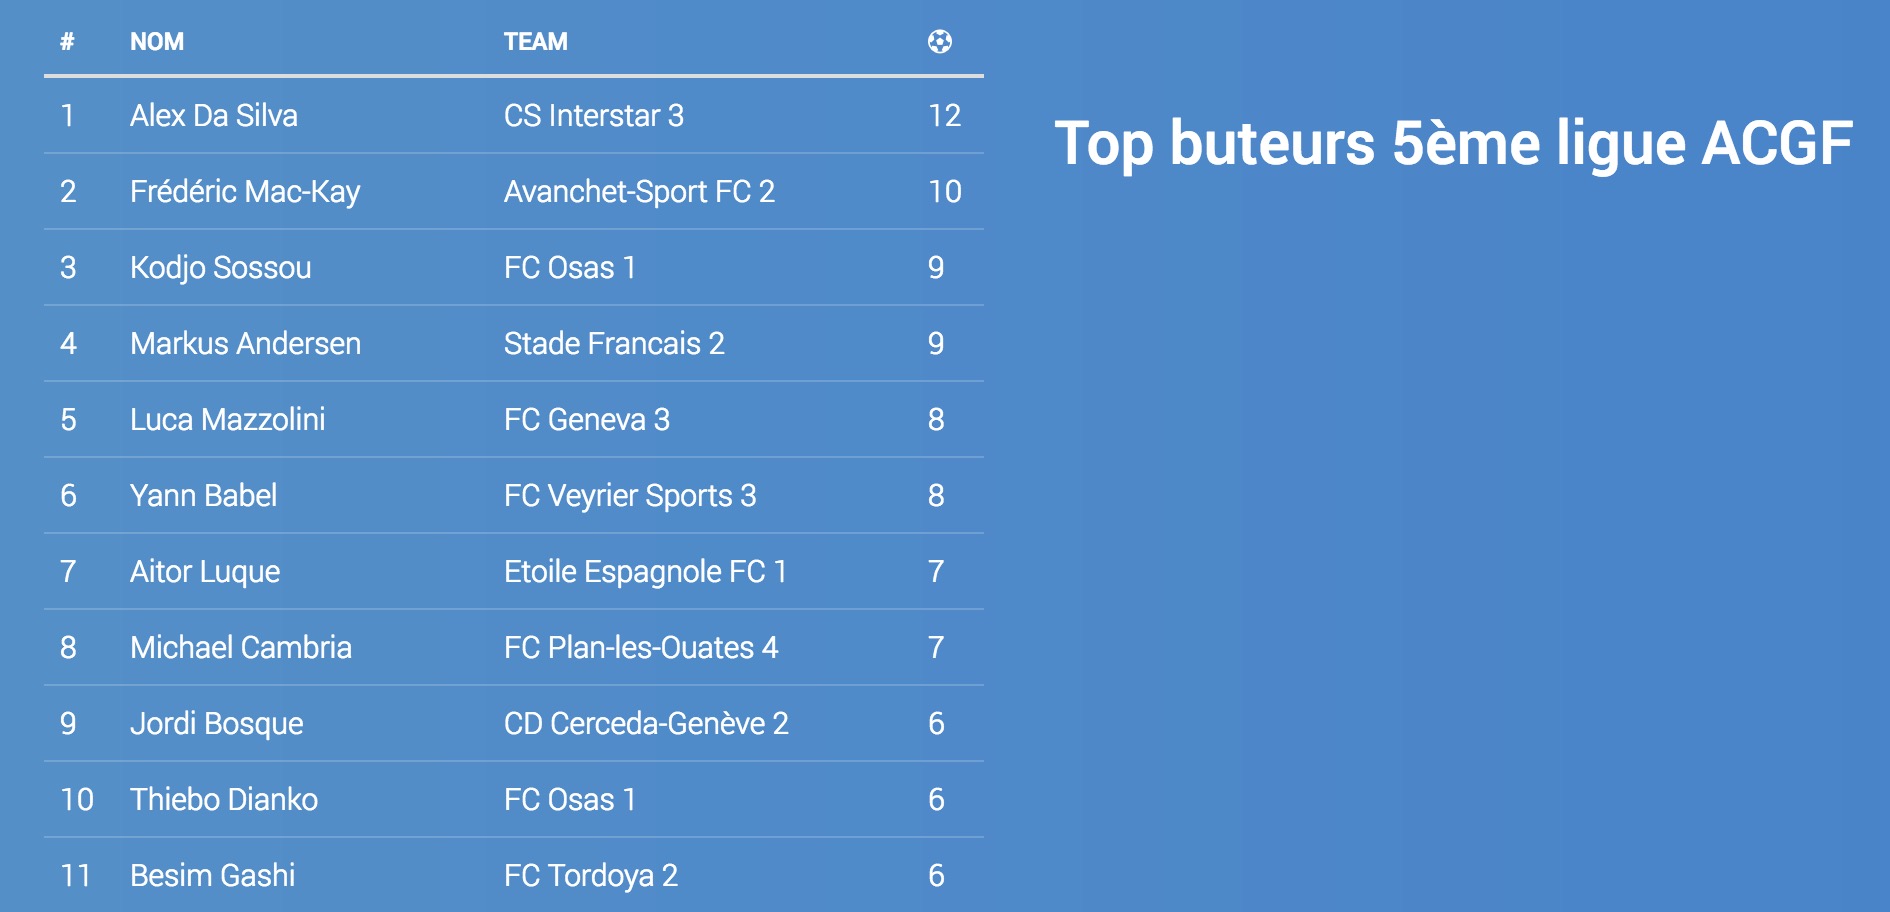 # NOM TEAM
1 Alex Da Silva CS Interstar 3 12
Top buteurs 5ème ligue ACGF
2 Frédéric Mac-Kay Avanchet-Sport FC 2 10
3 Kodjo Sossou FC Osas 1 9
4 Markus Andersen Stade Francais 2 9
5 Luca Mazzolini FC Geneva 3 8
6 Yann Babel FC Veyrier Sports 3 8
7 Aitor Luque Etoile Espagnole FC 1 7
8 Michael Cambria FC Plan-les-Ouates 4 7
9 Jordi Bosque CD Cerceda-Genève 2 6
10 Thiebo Dianko FC Osas 1 6
11 Besim Gashi FC Tordoya 2 6